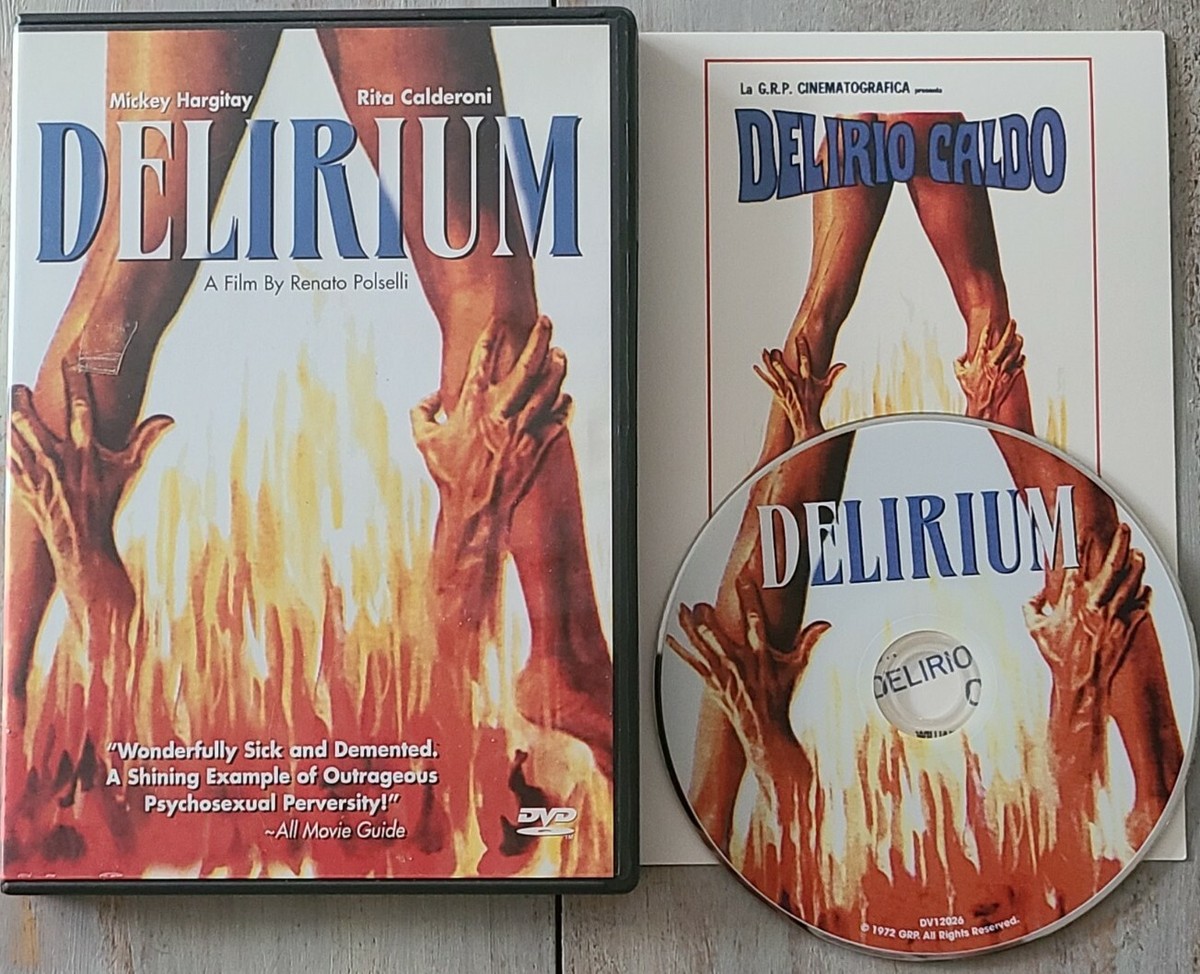 Mickey Hargitay Rita Calderoni
DELIRIUM
A Film By Renato Polselli
"Wonderfully Sick and Demented.
A Shining Example of Outrageous
Psychosexual Perversity!"
~All Movie Guide
DVD
TM
La G.R.P. CINEMATOGRAFICA presenta
DELIRIO CALDO
DELIRIUM
DELIRIO
DV12026
© 1972 GRP. All Rights Reserved.